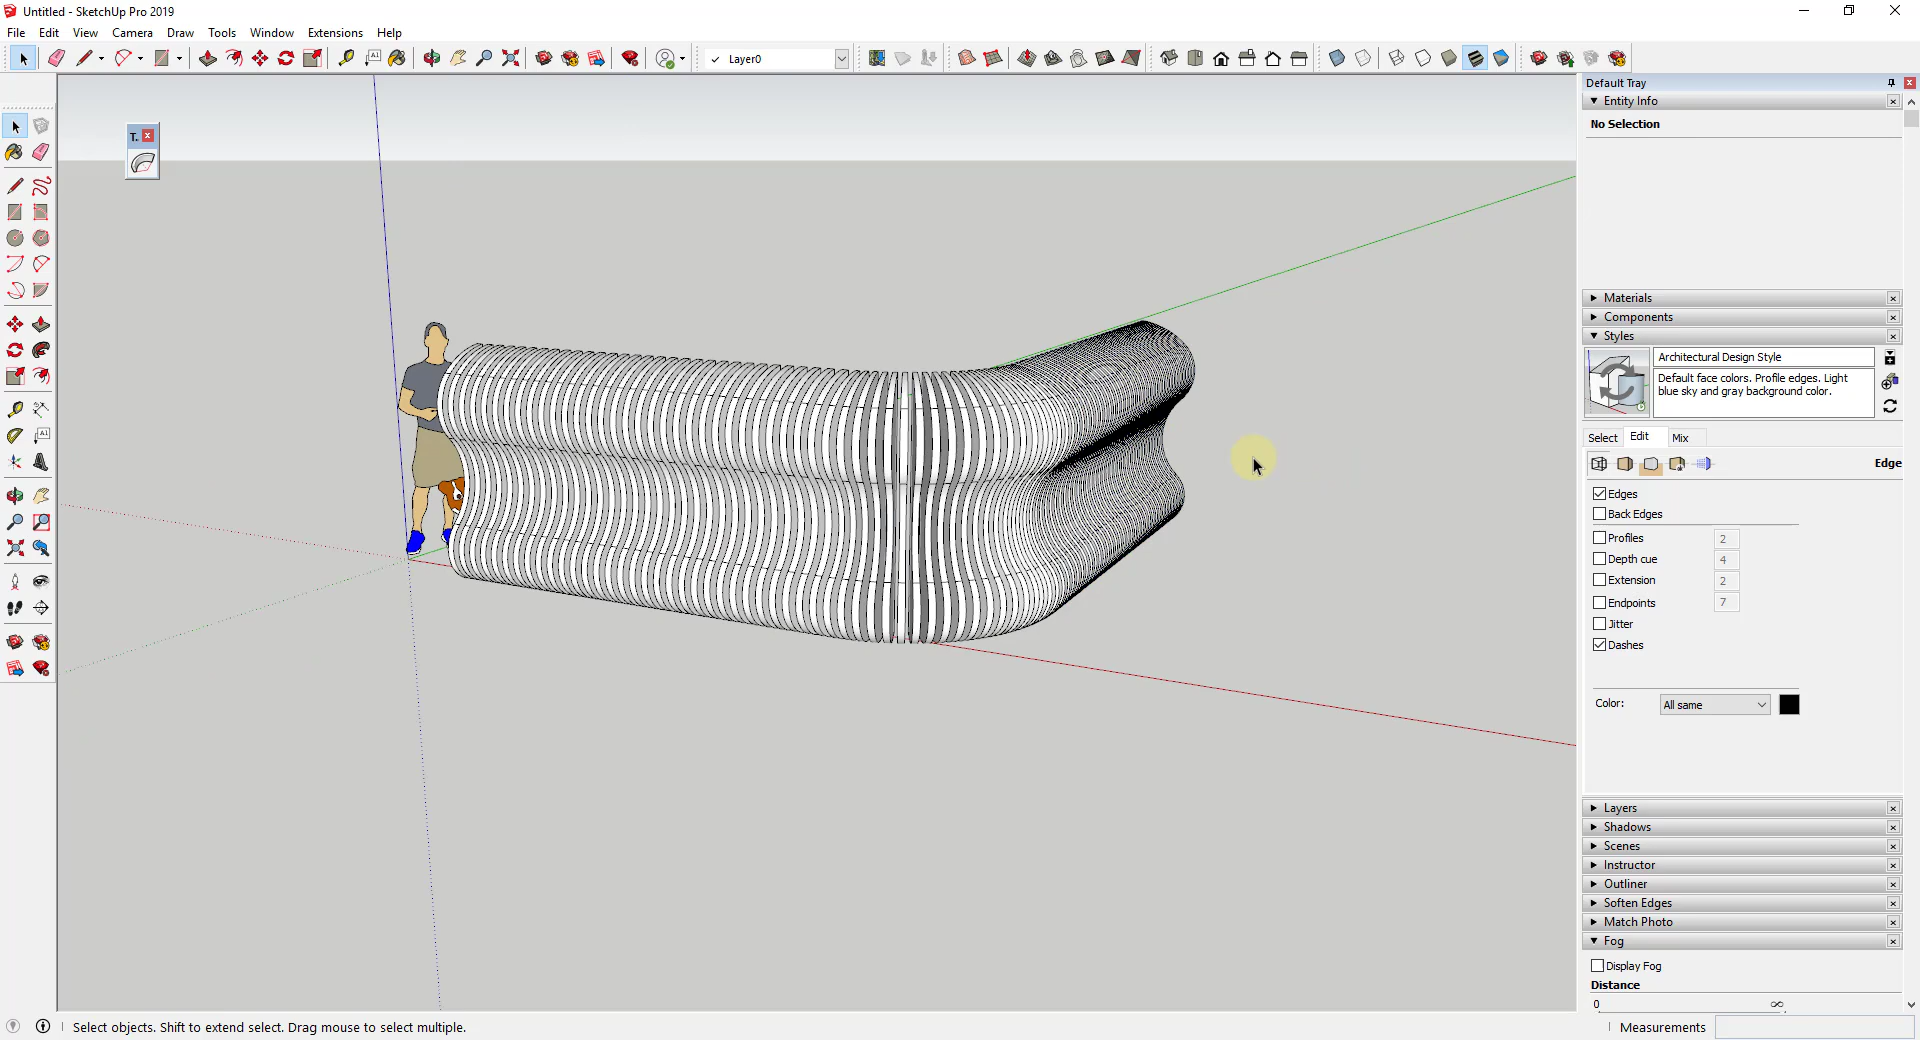 Untitled - SketchUp Pro 2019
File Edit View Camera Draw Tools Window Extensions Help
Layer0
Default Tray
Entity Info
No Selection
T.
Materials
Components
Styles
Architectural Design Style
Default face colors. Profile edges. Light
blue sky and gray background color.
Select Edit Mix
Edge
Edges
Back Edges
Profiles 2
Depth cue 4
Extension 2
Endpoints 7
Jitter
Dashes
Color: All same
Layers
Shadows
Scenes
Instructor
Outliner
Soften Edges
Match Photo
Fog
Display Fog
Distance
0 ∞
Select objects. Shift to extend select. Drag mouse to select multiple.
Measurements